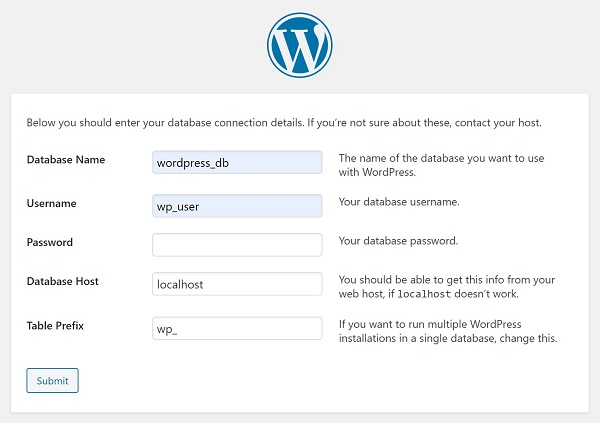 Below you should enter your database connection details. If you’re not sure about these, contact your host.
Database Name wordpress_db The name of the database you want to use
with WordPress.
Username wp_user Your database username.
Password Your database password.
Database Host localhost You should be able to get this info from your
web host, if localhost doesn’t work.
Table Prefix wp_ If you want to run multiple WordPress
installations in a single database, change this.
Submit